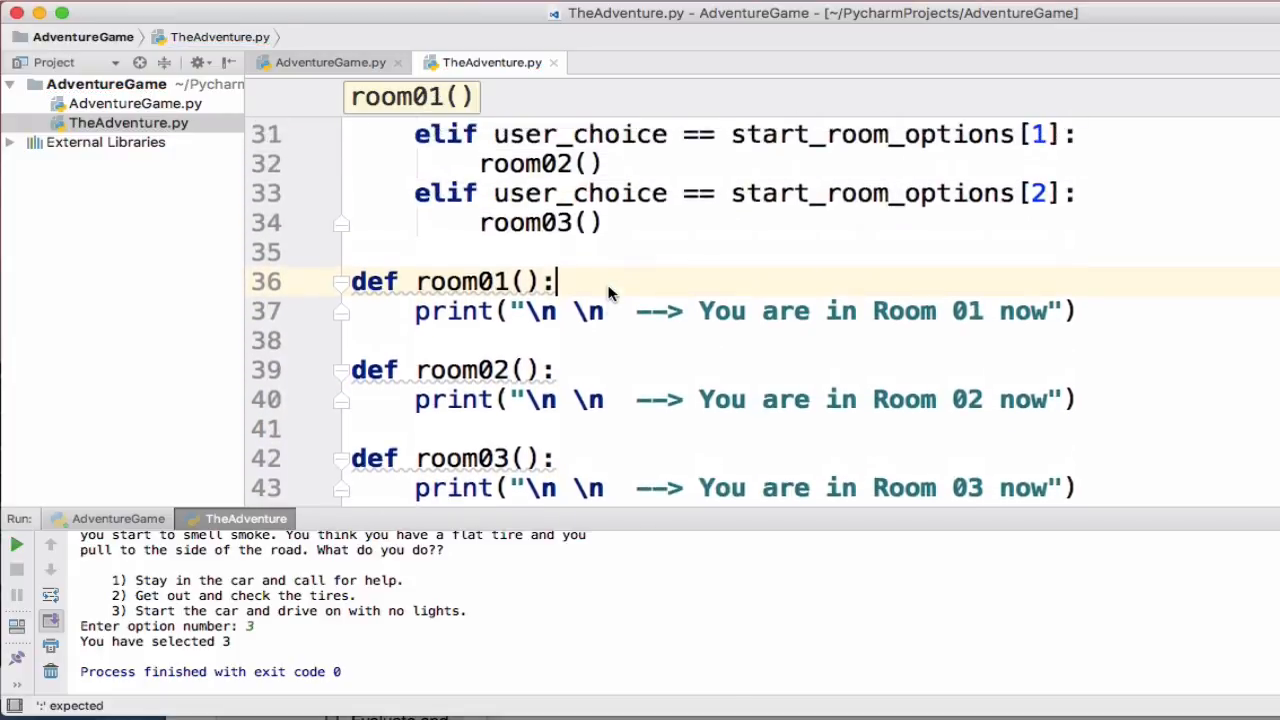 TheAdventure.py - AdventureGame - [~/PycharmProjects/AdventureGame]
AdventureGame TheAdventure.py
Project AdventureGame.py TheAdventure.py
AdventureGame ~/Pycharm
AdventureGame.py
TheAdventure.py
External Libraries
room01()
31 elif user_choice == start_room_options[1]:
32 room02()
33 elif user_choice == start_room_options[2]:
34 room03()
35
36 def room01():
37 print("\n \n --> You are in Room 01 now")
38
39 def room02():
40 print("\n \n --> You are in Room 02 now")
41
42 def room03():
43 print("\n \n --> You are in Room 03 now")
Run: AdventureGame TheAdventure
you start to smell smoke. You think you have a flat tire and you
pull to the side of the road. What do you do??
1) Stay in the car and call for help.
2) Get out and check the tires.
3) Start the car and drive on with no lights.
Enter option number: 3
You have selected 3
Process finished with exit code 0
':' expected